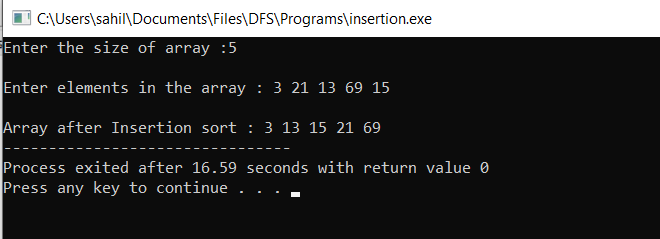 C:\Users\sahil\Documents\Files\DFS\Programs\insertion.exe
Enter the size of array :5
Enter elements in the array : 3 21 13 69 15
Array after Insertion sort : 3 13 15 21 69
--------------------------------
Process exited after 16.59 seconds with return value 0
Press any key to continue . . .